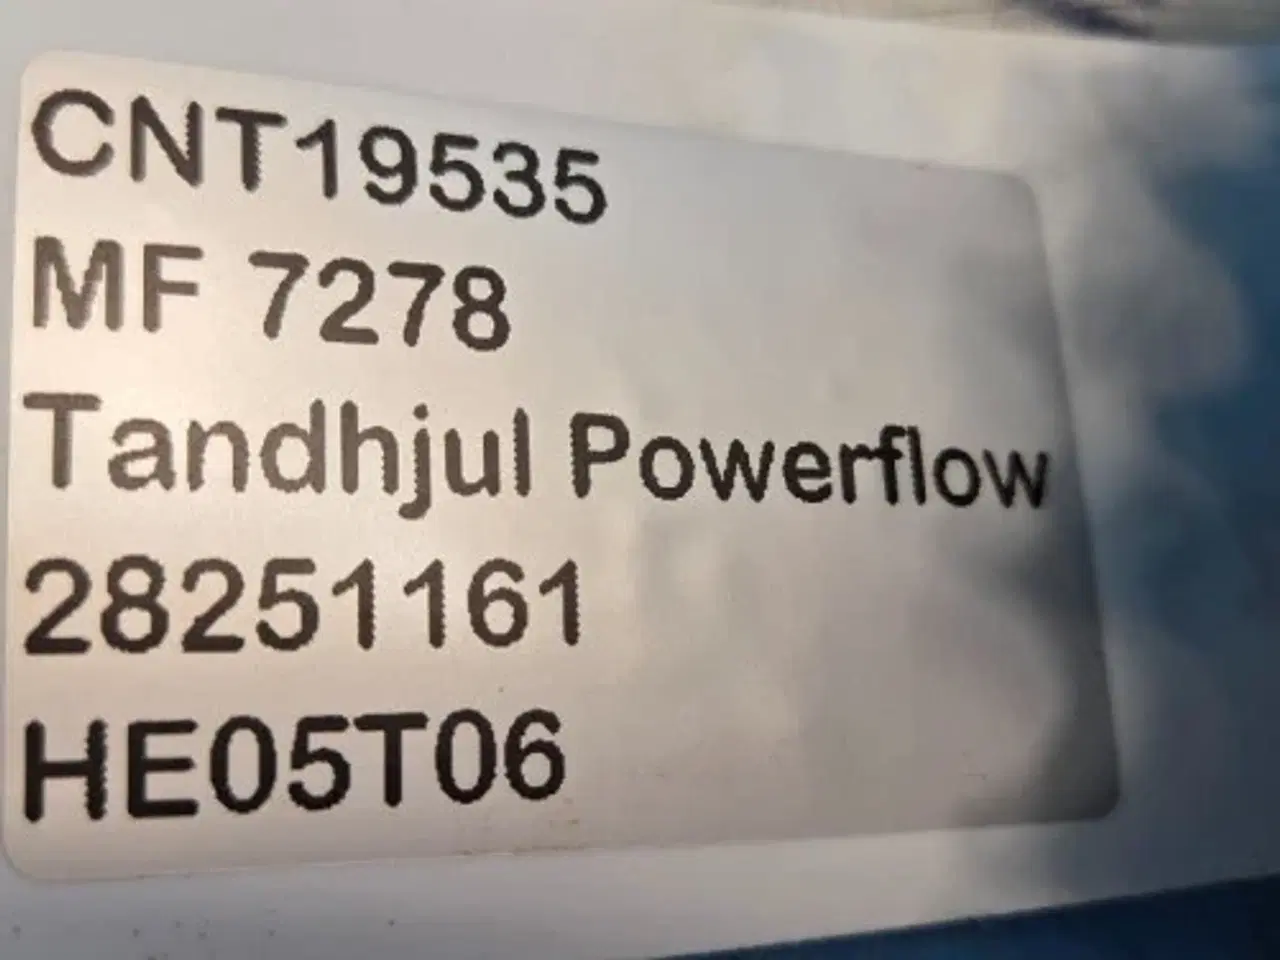 CNT19535
MF 7278
Tandhjul Powerflow
28251161
HE05T06